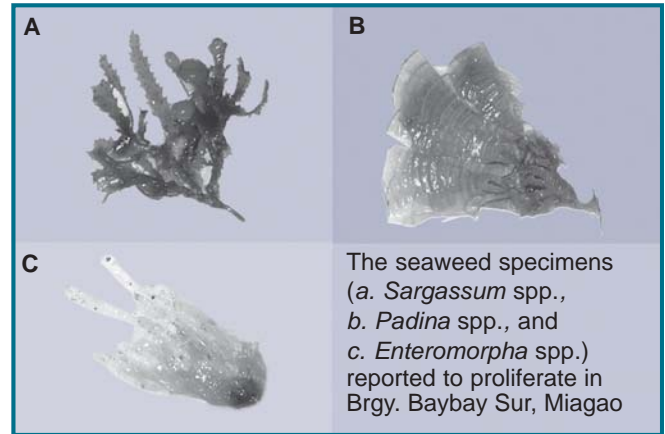 A
B
C
The seaweed specimens
(a. Sargassum spp.,
b. Padina spp., and
c. Enteromorpha spp.)
reported to proliferate in
Brgy. Baybay Sur, Miagao